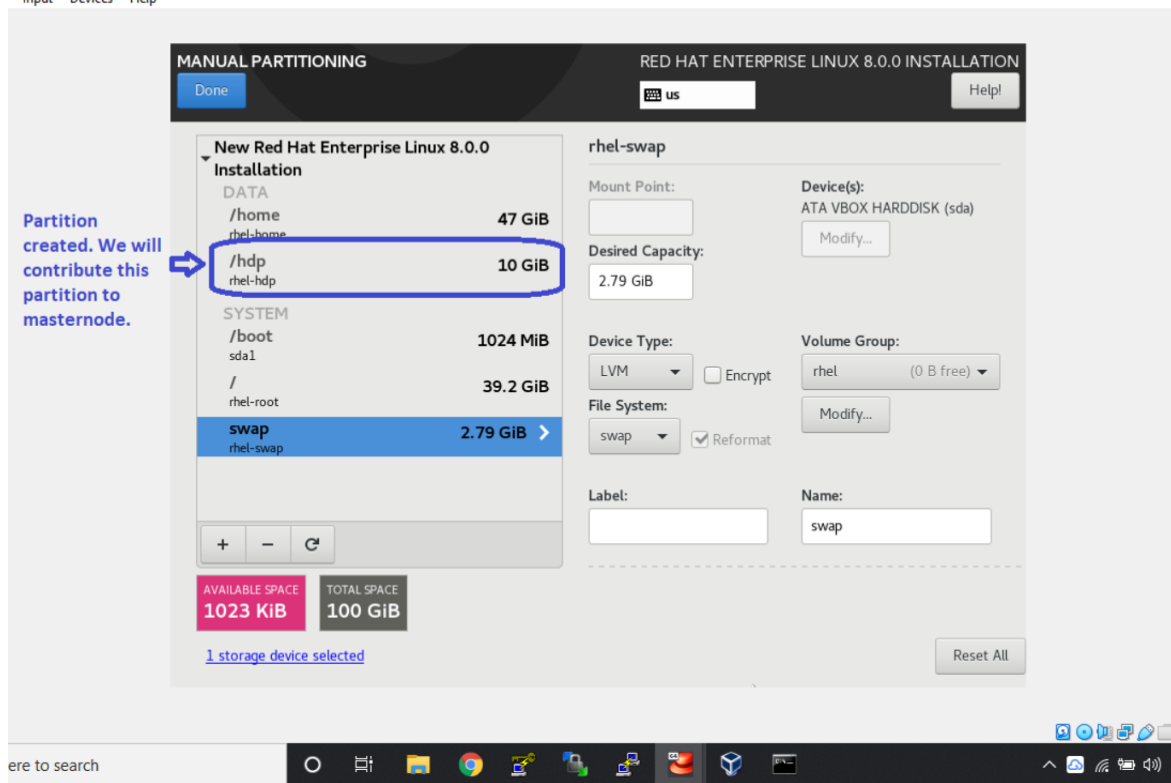 Input Devices Help
MANUAL PARTITIONING
RED HAT ENTERPRISE LINUX 8.0.0 INSTALLATION
Done
us
Help!
New Red Hat Enterprise Linux 8.0.0
Installation
DATA
/home
47 GiB
rhel-home
/hdp
10 GiB
rhel-hdp
SYSTEM
/boot
1024 MiB
sda1
/
39.2 GiB
rhel-root
swap
2.79 GiB
rhel-swap
+ −
AVAILABLE SPACE
1023 KiB
TOTAL SPACE
100 GiB
1 storage device selected
Partition
created. We will
contribute this
partition to
masternode.
rhel-swap
Mount Point:
Device(s):
ATA VBOX HARDDISK (sda)
Modify...
Desired Capacity:
2.79 GiB
Device Type:
Volume Group:
LVM
Encrypt
rhel (0 B free)
File System:
Modify...
swap
Reformat
Label:
Name:
swap
Reset All
ere to search